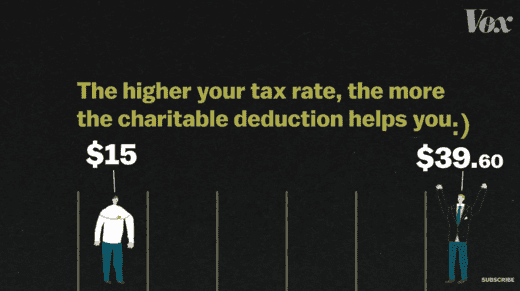 Vox
The higher your tax rate, the more
the charitable deduction helps you:)
$15
$39.60
SUBSCRIBE